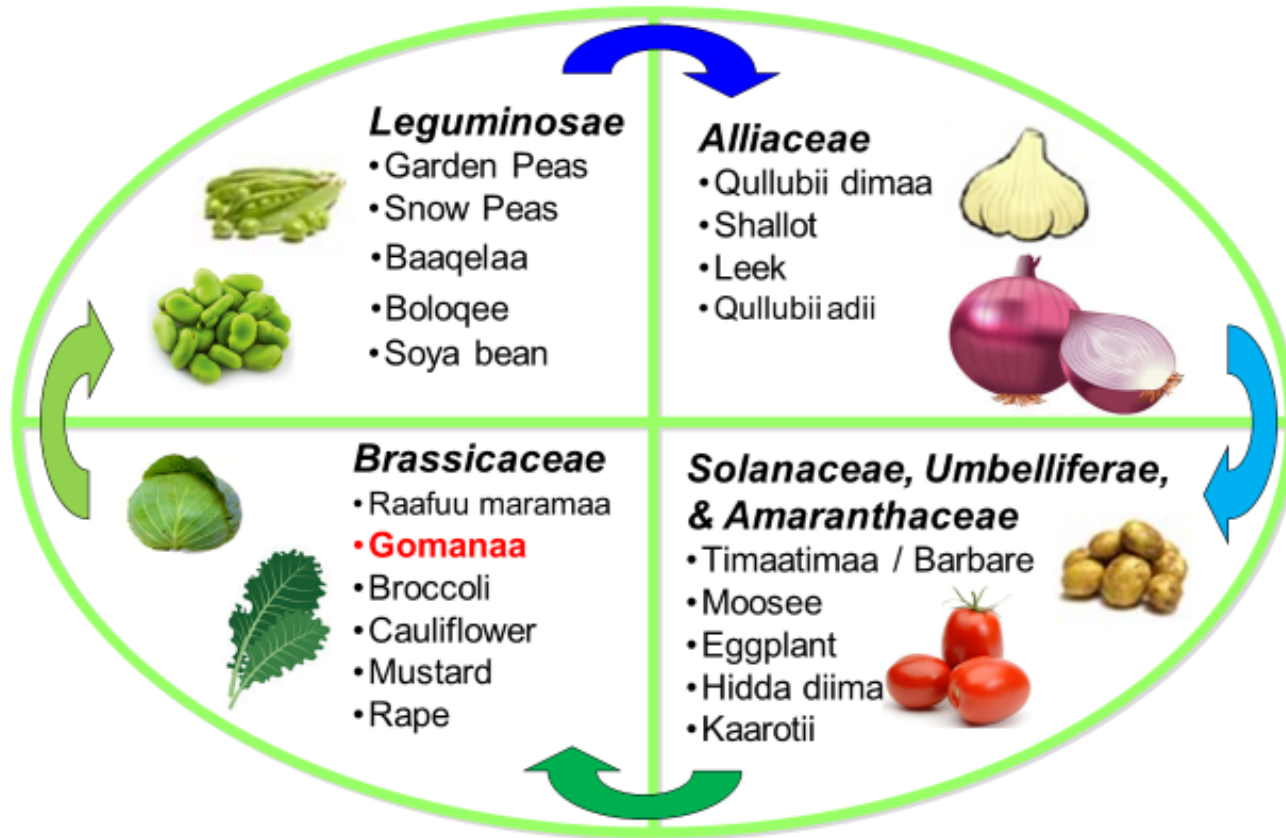 Leguminosae
•Garden Peas
•Snow Peas
•Baaqelaa
•Boloqee
•Soya bean
Alliaceae
•Qullubii dimaa
•Shallot
•Leek
•Qullubii adii
Brassicaceae
•Raafuu maramaa
•Gomanaa
•Broccoli
•Cauliflower
•Mustard
•Rape
Solanaceae, Umbelliferae,
& Amaranthaceae
•Timaatimaa / Barbare
•Moosee
•Eggplant
•Hidda diima
•Kaarotii